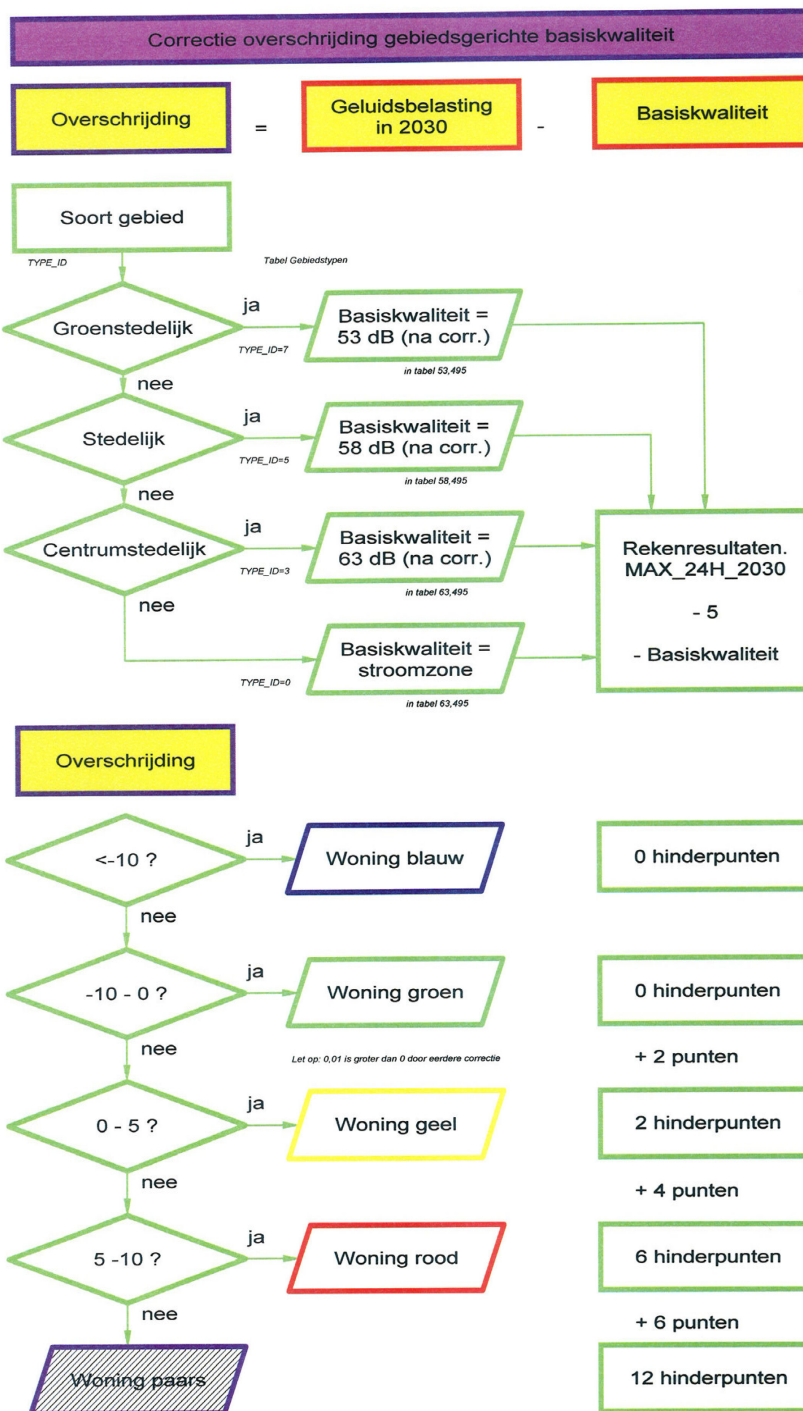 Correctie overschrijding gebiedsgerichte basiskwaliteit
Overschrijding
=
Geluidsbelasting
in 2030
-
Basiskwaliteit
Soort gebied
TYPE_ID
Tabel Gebiedstypen
Groenstedelijk
ja
TYPE_ID=7
Basiskwaliteit =
53 dB (na corr.)
in tabel 53,495
nee
Stedelijk
ja
TYPE_ID=5
Basiskwaliteit =
58 dB (na corr.)
in tabel 58,495
nee
Centrumstedelijk
ja
TYPE_ID=3
Basiskwaliteit =
63 dB (na corr.)
in tabel 63,495
nee
TYPE_ID=0
Basiskwaliteit =
stroomzone
in tabel 63,495
Rekenresultaten.
MAX_24H_2030
- 5
- Basiskwaliteit
Overschrijding
<-10 ?
ja
Woning blauw
0 hinderpunten
nee
-10 - 0 ?
ja
Woning groen
0 hinderpunten
nee
Let op: 0,01 is groter dan 0 door eerdere correctie
+ 2 punten
0 - 5 ?
ja
Woning geel
2 hinderpunten
nee
+ 4 punten
5 -10 ?
ja
Woning rood
6 hinderpunten
nee
+ 6 punten
Woning paars
12 hinderpunten